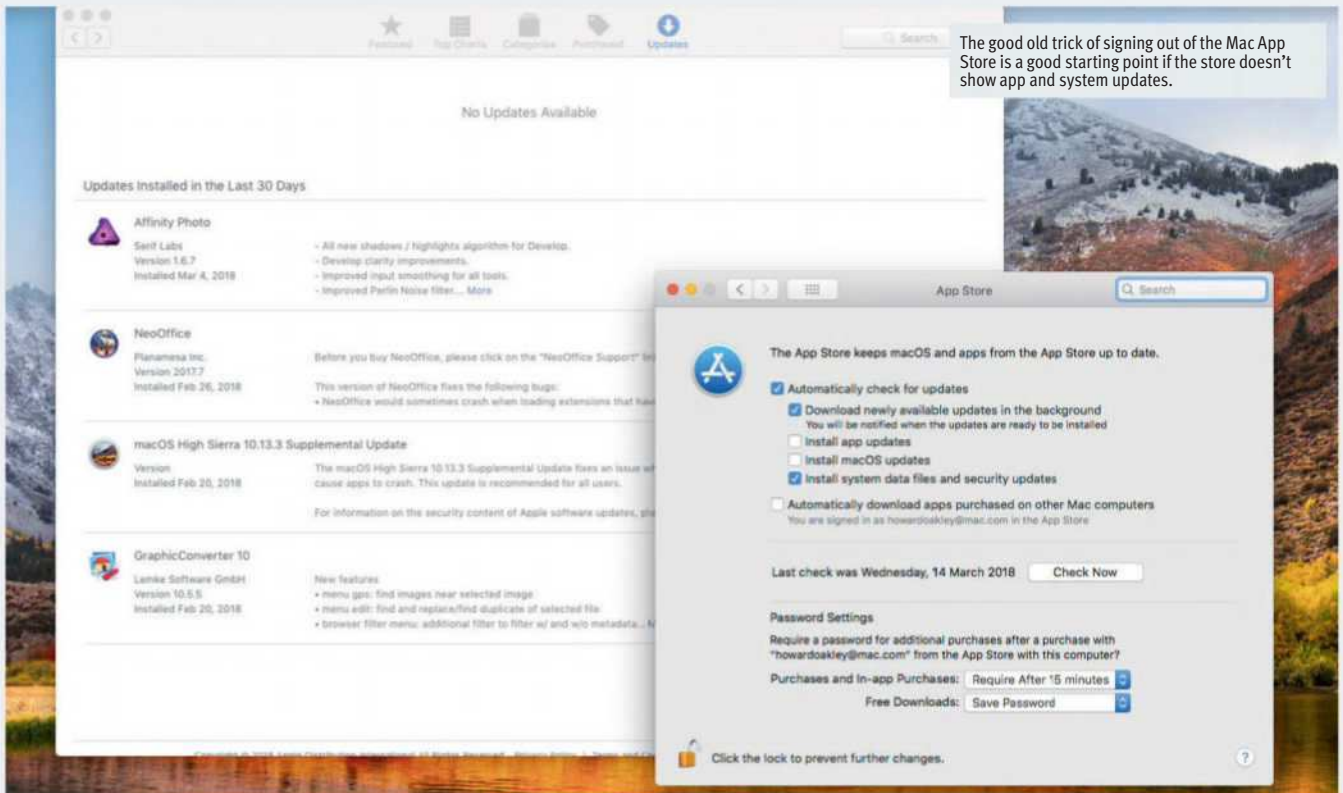 Featured
Top Charts
Categories
Purchased
Updates
Search
The good old trick of signing out of the Mac App
Store is a good starting point if the store doesn't
show app and system updates.
No Updates Available
Updates Installed in the Last 30 Days
Affinity Photo
Serif Labs
Version 1.6.7
Installed Mar 4, 2018
- All new shadows / highlights algorithm for Develop.
- Develop clarity improvements.
- Improved input smoothing for all tools.
- Improved Perlin Noise filter... More
NeoOffice
Planamesa Inc.
Version 2017.7
Installed Feb 26, 2018
Before you buy NeoOffice, please click on the "NeoOffice Support"
This version of NeoOffice fixes the following bugs:
• NeoOffice would sometimes crash when loading extensions that
macOS High Sierra 10.13.3 Supplemental Update
Version
Installed Feb 20, 2018
The macOS High Sierra 10.13.3 Supplemental Update fixes an issue
cause apps to crash. This update is recommended for all users.
For information on the security content of Apple software updates,
GraphicConverter 10
Lemke Software GmbH
Version 10.5.5
Installed Feb 20, 2018
New features
• menu gps: find images near selected image
• menu edit: find and replace/find duplicate of selected file
• browser filter menu: additional filter to filter w/ and w/o metadata...
App Store
Search
The App Store keeps macOS and apps from the App Store up to date.
Automatically check for updates
Download newly available updates in the background
You will be notified when the updates are ready to be installed
Install app updates
Install macOS updates
Install system data files and security updates
Automatically download apps purchased on other Mac computers
You are signed in as howardoakley@mac.com in the App Store
Last check was Wednesday, 14 March 2018
Check Now
Password Settings
Require a password for additional purchases after a purchase with
"howardoakley@mac.com" from the App Store with this computer?
Purchases and In-app Purchases: Require After 15 minutes
Free Downloads: Save Password
Click the lock to prevent further changes.
?